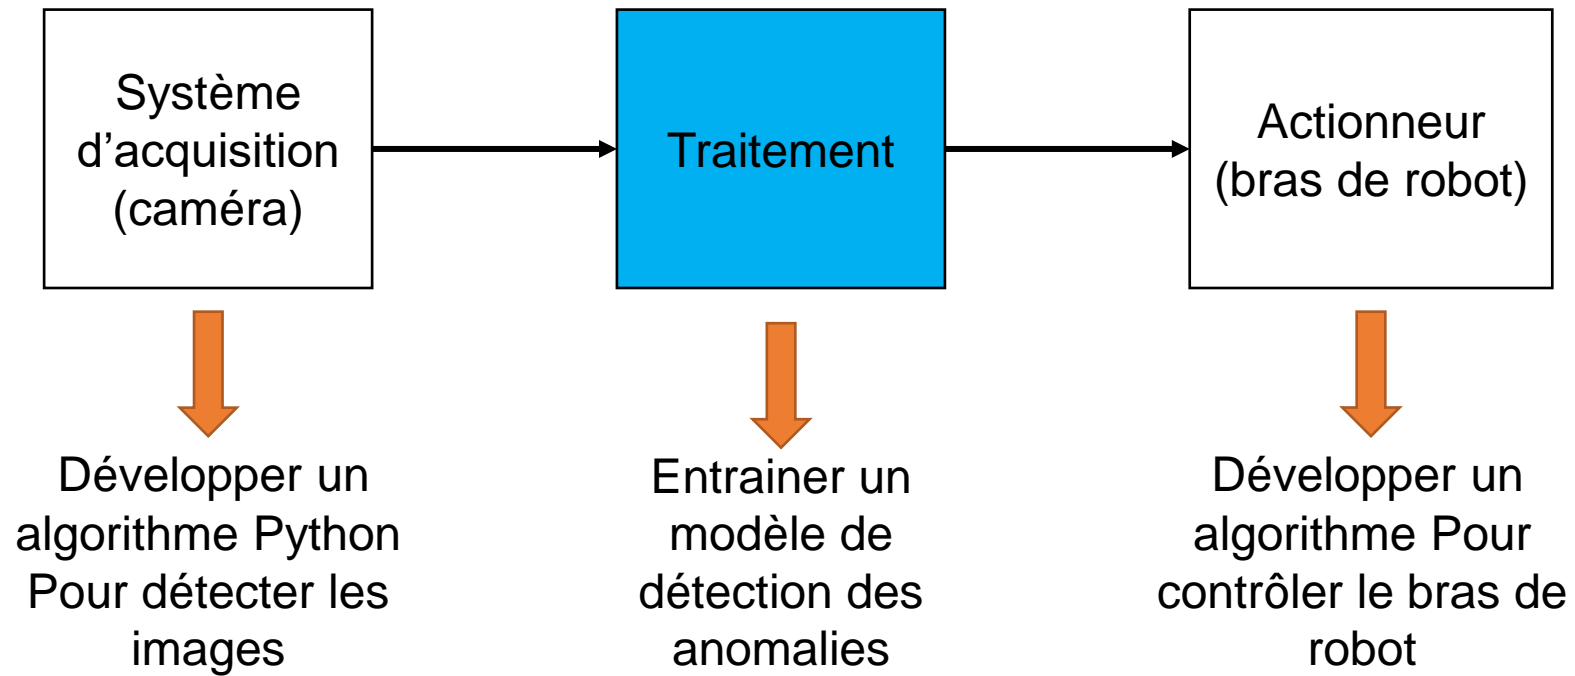 Système
d’acquisition
(caméra)
Traitement
Actionneur
(bras de robot)
Développer un
algorithme Python
Pour détecter les
images
Entrainer un
modèle de
détection des
anomalies
Développer un
algorithme Pour
contrôler le bras de
robot